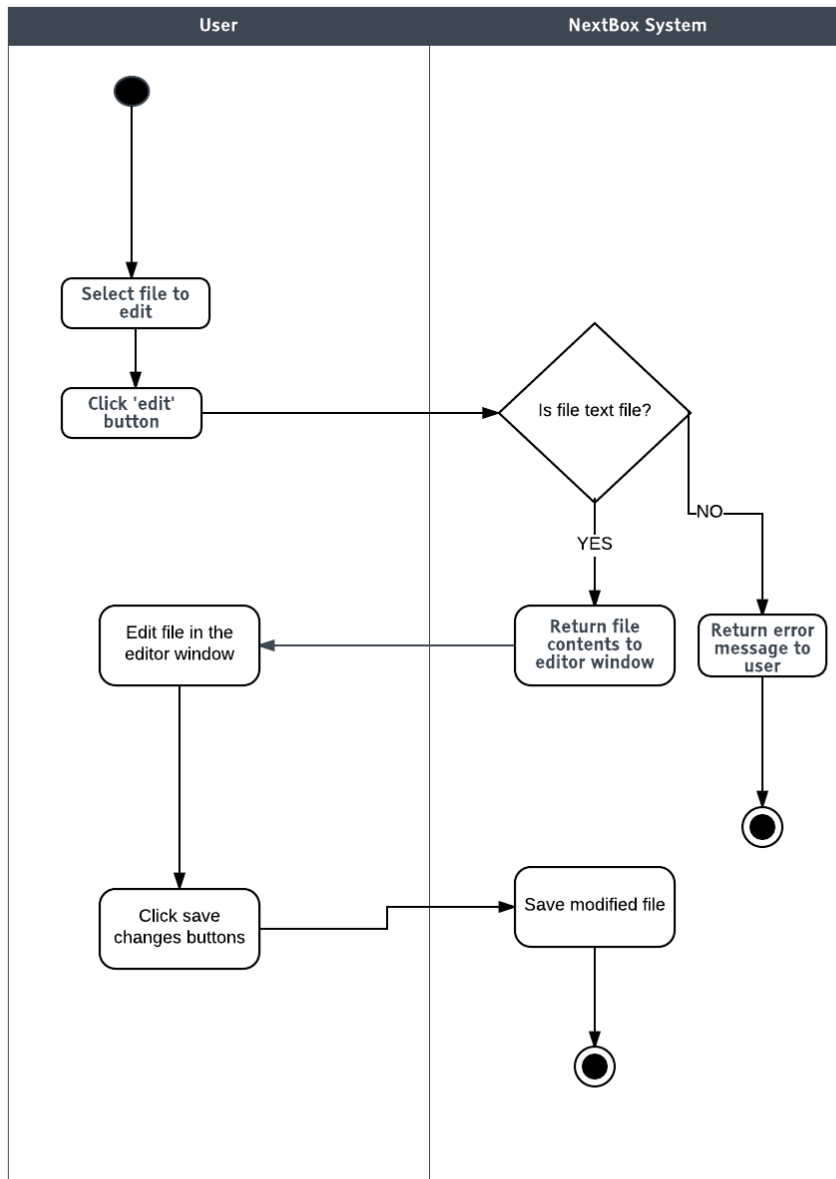 User
NextBox System
Select file to
edit
Click 'edit'
button
Is file text file?
NO
YES
Edit file in the
editor window
Return file
contents to
editor window
Return error
message to
user
Click save
changes buttons
Save modified file